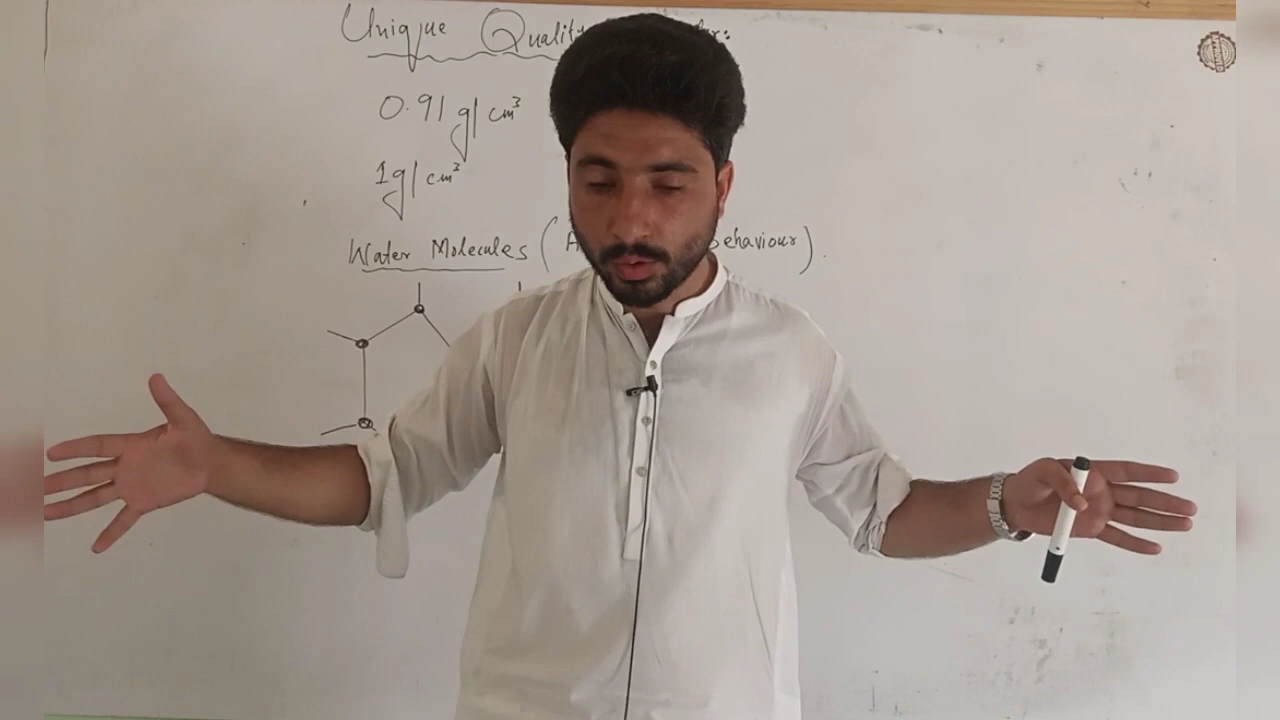 Unique Quality
0.91 g/cm³
1g/cm³
Water Molecules ( Behaviour)